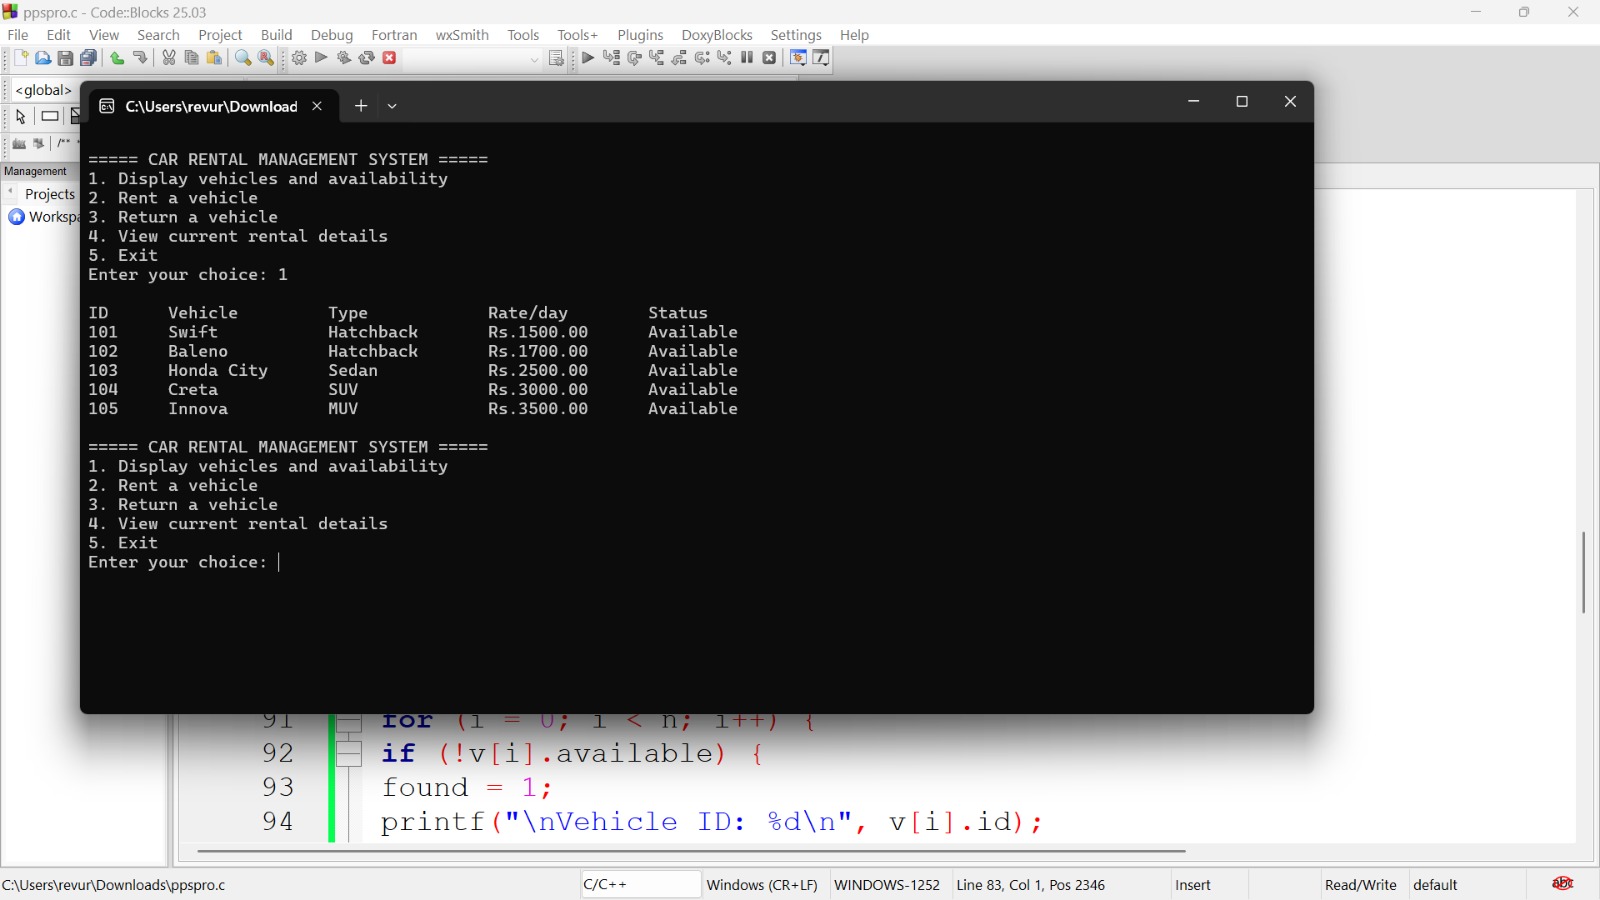 ppspro.c - Code::Blocks 25.03
File Edit View Search Project Build Debug Fortran wxSmith Tools Tools+ Plugins DoxyBlocks Settings Help
<global>
C:\Users\revur\Download
/**
Management
Projects
===== CAR RENTAL MANAGEMENT SYSTEM =====
1. Display vehicles and availability
2. Rent a vehicle
3. Return a vehicle
4. View current rental details
5. Exit
Enter your choice: 1
ID Vehicle Type Rate/day Status
101 Swift Hatchback Rs.1500.00 Available
102 Baleno Hatchback Rs.1700.00 Available
103 Honda City Sedan Rs.2500.00 Available
104 Creta SUV Rs.3000.00 Available
105 Innova MUV Rs.3500.00 Available
===== CAR RENTAL MANAGEMENT SYSTEM =====
1. Display vehicles and availability
2. Rent a vehicle
3. Return a vehicle
4. View current rental details
5. Exit
Enter your choice:
91 for (i = 0; i < n; i++) {
92 if (!v[i].available) {
93 found = 1;
94 printf("\nVehicle ID: %d\n", v[i].id);
C:\Users\revur\Downloads\ppspro.c C/C++ Windows (CR+LF) WINDOWS-1252 Line 83, Col 1, Pos 2346 Insert Read/Write default abc